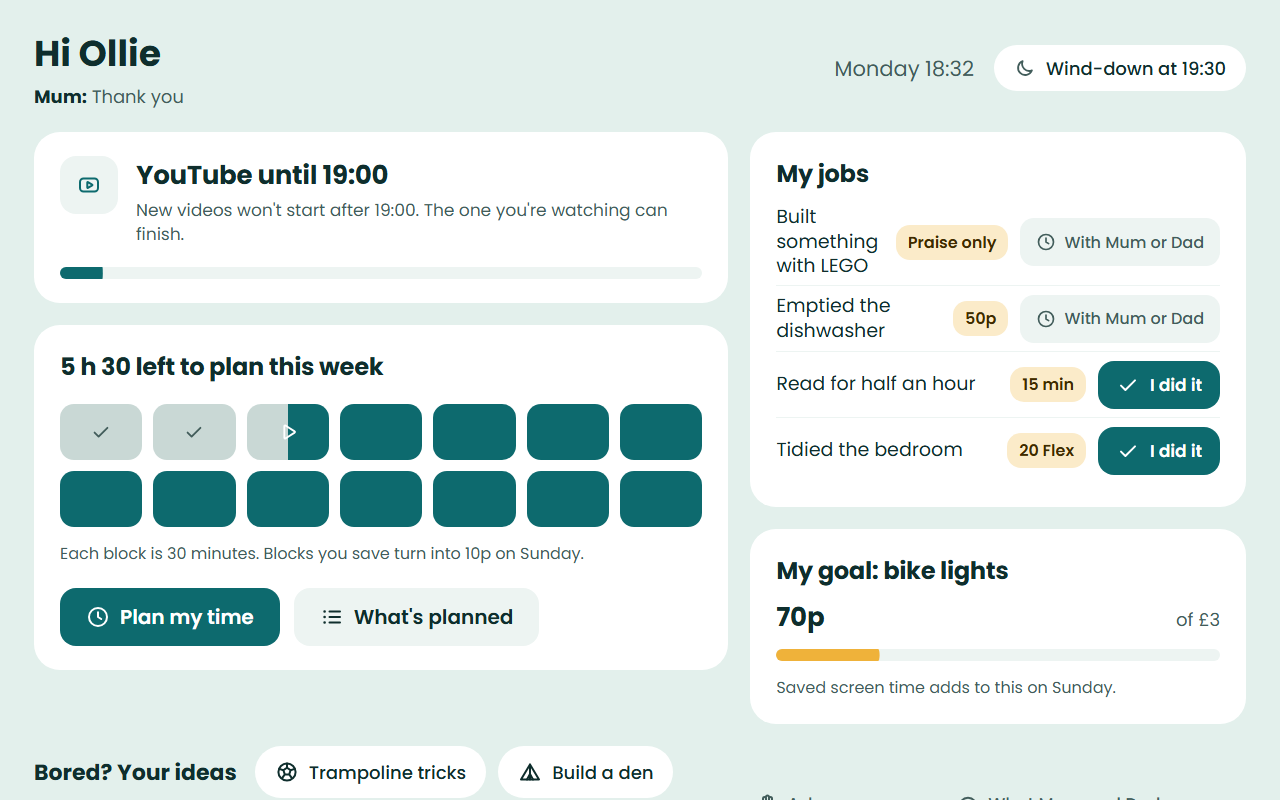 Hi Ollie
Mum: Thank you
Monday 18:32
Wind-down at 19:30
YouTube until 19:00
New videos won't start after 19:00. The one you're watching can
finish.
5 h 30 left to plan this week
Each block is 30 minutes. Blocks you save turn into 10p on Sunday.
Plan my time
What's planned
My jobs
Built
something
with LEGO
Praise only
With Mum or Dad
Emptied the
dishwasher
50p
With Mum or Dad
Read for half an hour
15 min
I did it
Tidied the bedroom
20 Flex
I did it
My goal: bike lights
70p
of £3
Saved screen time adds to this on Sunday.
Bored? Your ideas
Trampoline tricks
Build a den